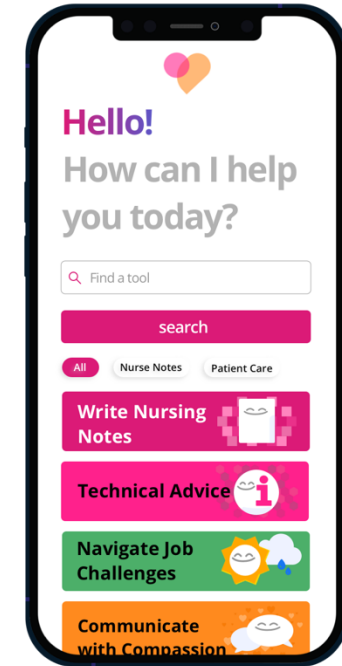 Hello!
How can I help
you today?
Find a tool
search
All Nurse Notes Patient Care
Write Nursing
Notes
Technical Advice
i
Navigate Job
Challenges
Communicate
with Compassion